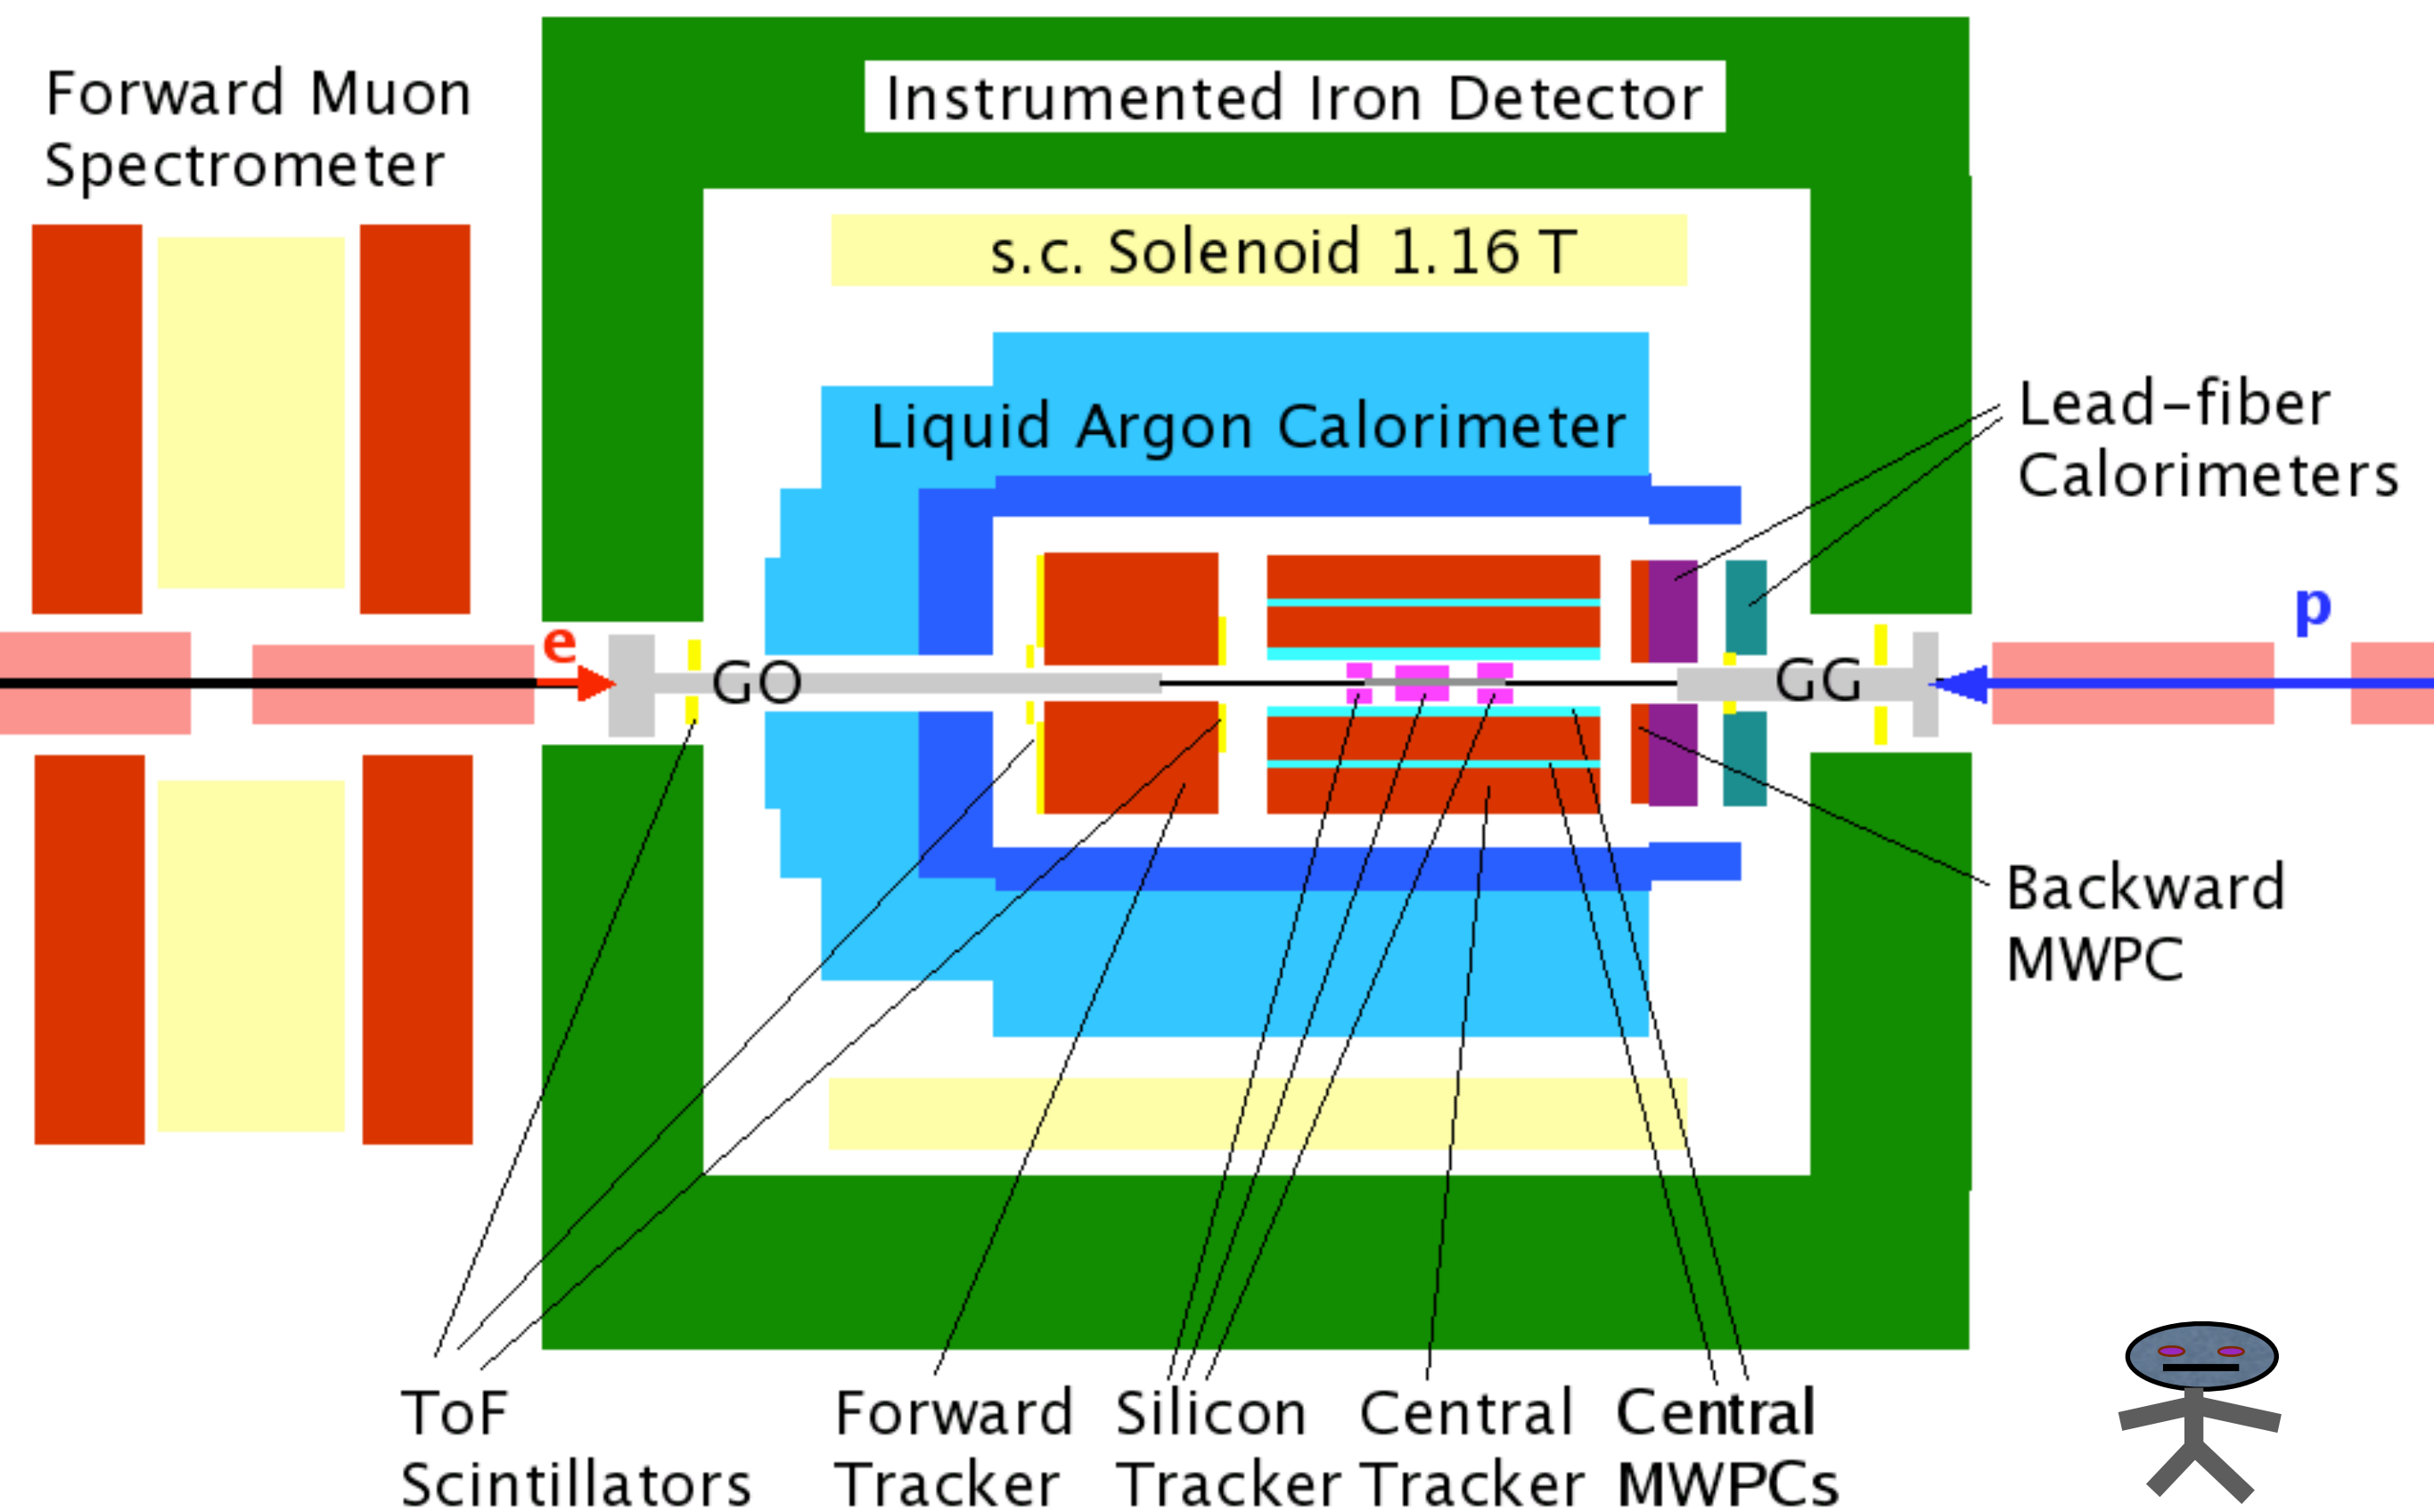 Forward Muon
Spectrometer
Instrumented Iron Detector
s.c. Solenoid 1.16 T
Liquid Argon Calorimeter
Lead-fiber
Calorimeters
e
GO
GG
p
Backward
MWPC
ToF
Scintillators
Forward
Tracker
Silicon
Tracker
Central
Tracker
Central
MWPCs